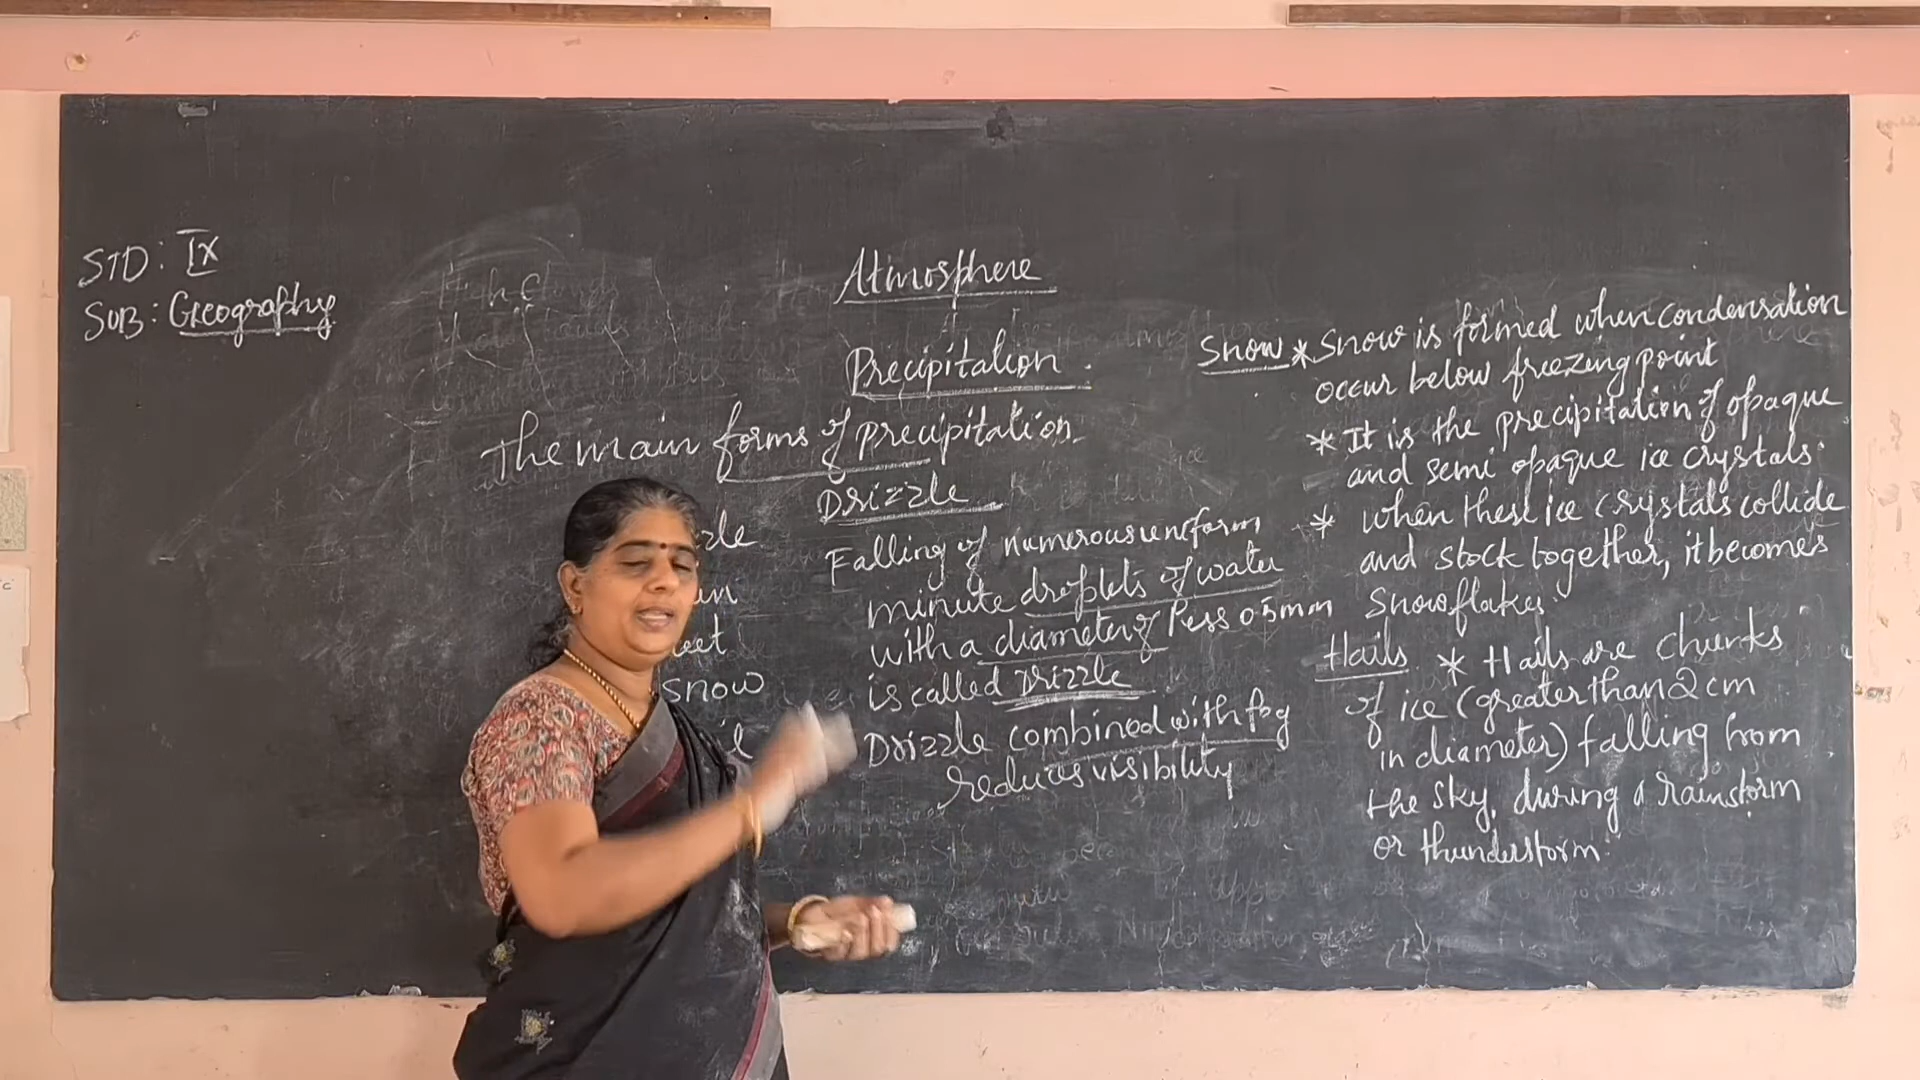 STD: IX
SUB: Geography
Atmosphere
Precipitation.
The main forms of precipitation.
snow
Drizzle
Falling of numerous uniform
minute droplets of water
with a diameter of less 05mm
is called Drizzle
Drizzle combined with fog
reduces visibility
Snow * Snow is formed when condensation
occur below freezing point
* It is the precipitation of opaque
and semi opaque ice crystals.
* when these ice crystals collide
and stock together, it becomes
Snowflakes.
Hails * Hails are chunks
of ice (greater than 2 cm
in diameter) falling from
the sky, during a rainstorm
or thunderstorm.